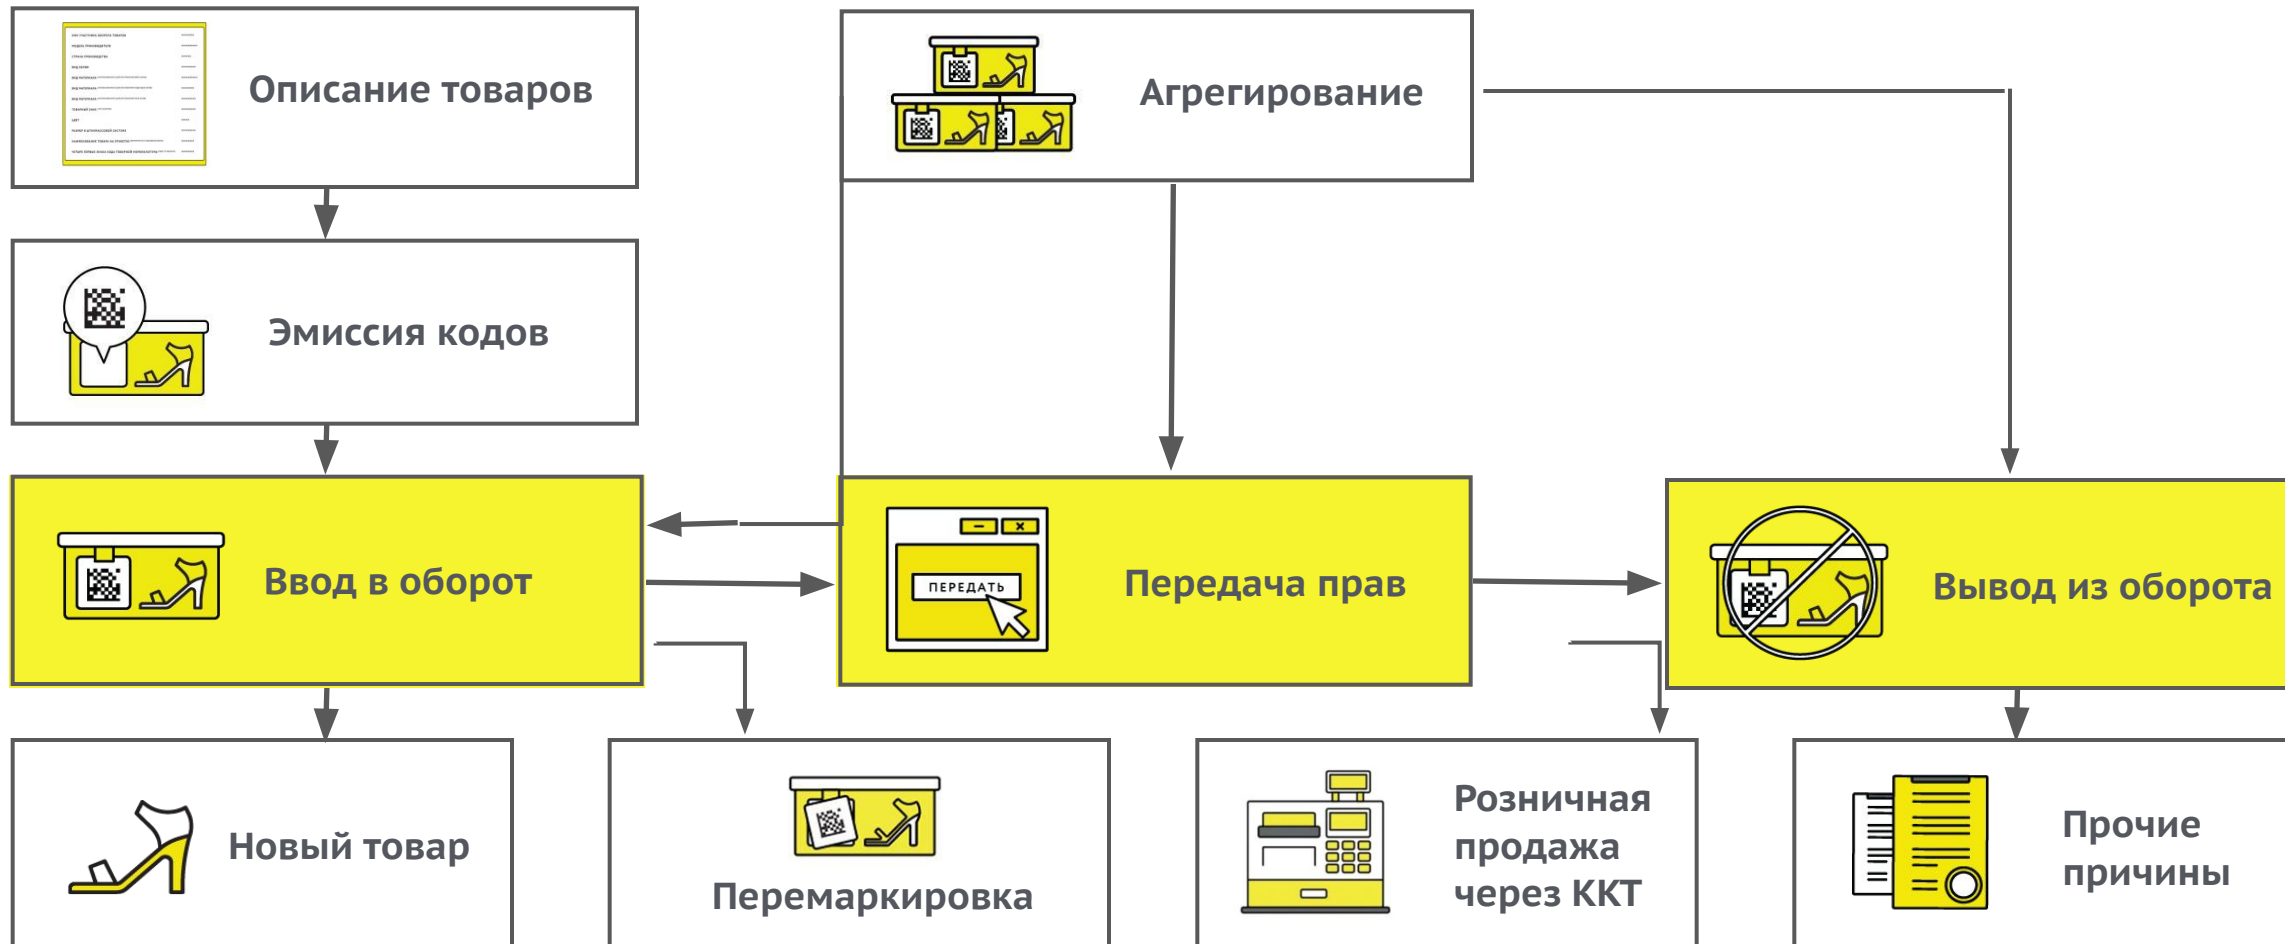 Описание товаров
Агрегирование
Эмиссия кодов
Ввод в оборот
ПЕРЕДАТЬ
Передача прав
Вывод из оборота
Новый товар
Перемаркировка
Розничная
продажа
через ККТ
Прочие
причины